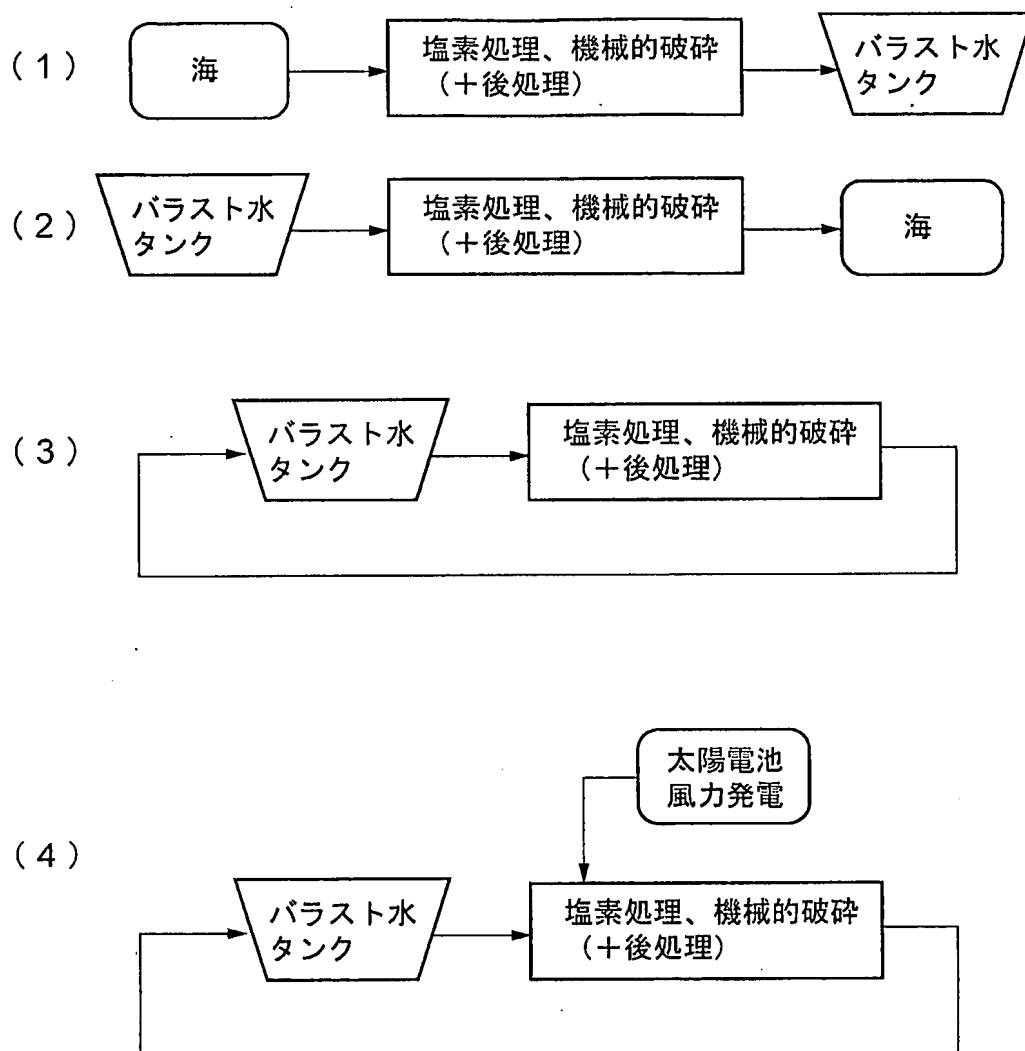 （１）
海
塩素処理、機械的破砕
（＋後処理）
バラスト水
タンク
（２）
バラスト水
タンク
塩素処理、機械的破砕
（＋後処理）
海
（３）
バラスト水
タンク
塩素処理、機械的破砕
（＋後処理）
（４）
太陽電池
風力発電
バラスト水
タンク
塩素処理、機械的破砕
（＋後処理）